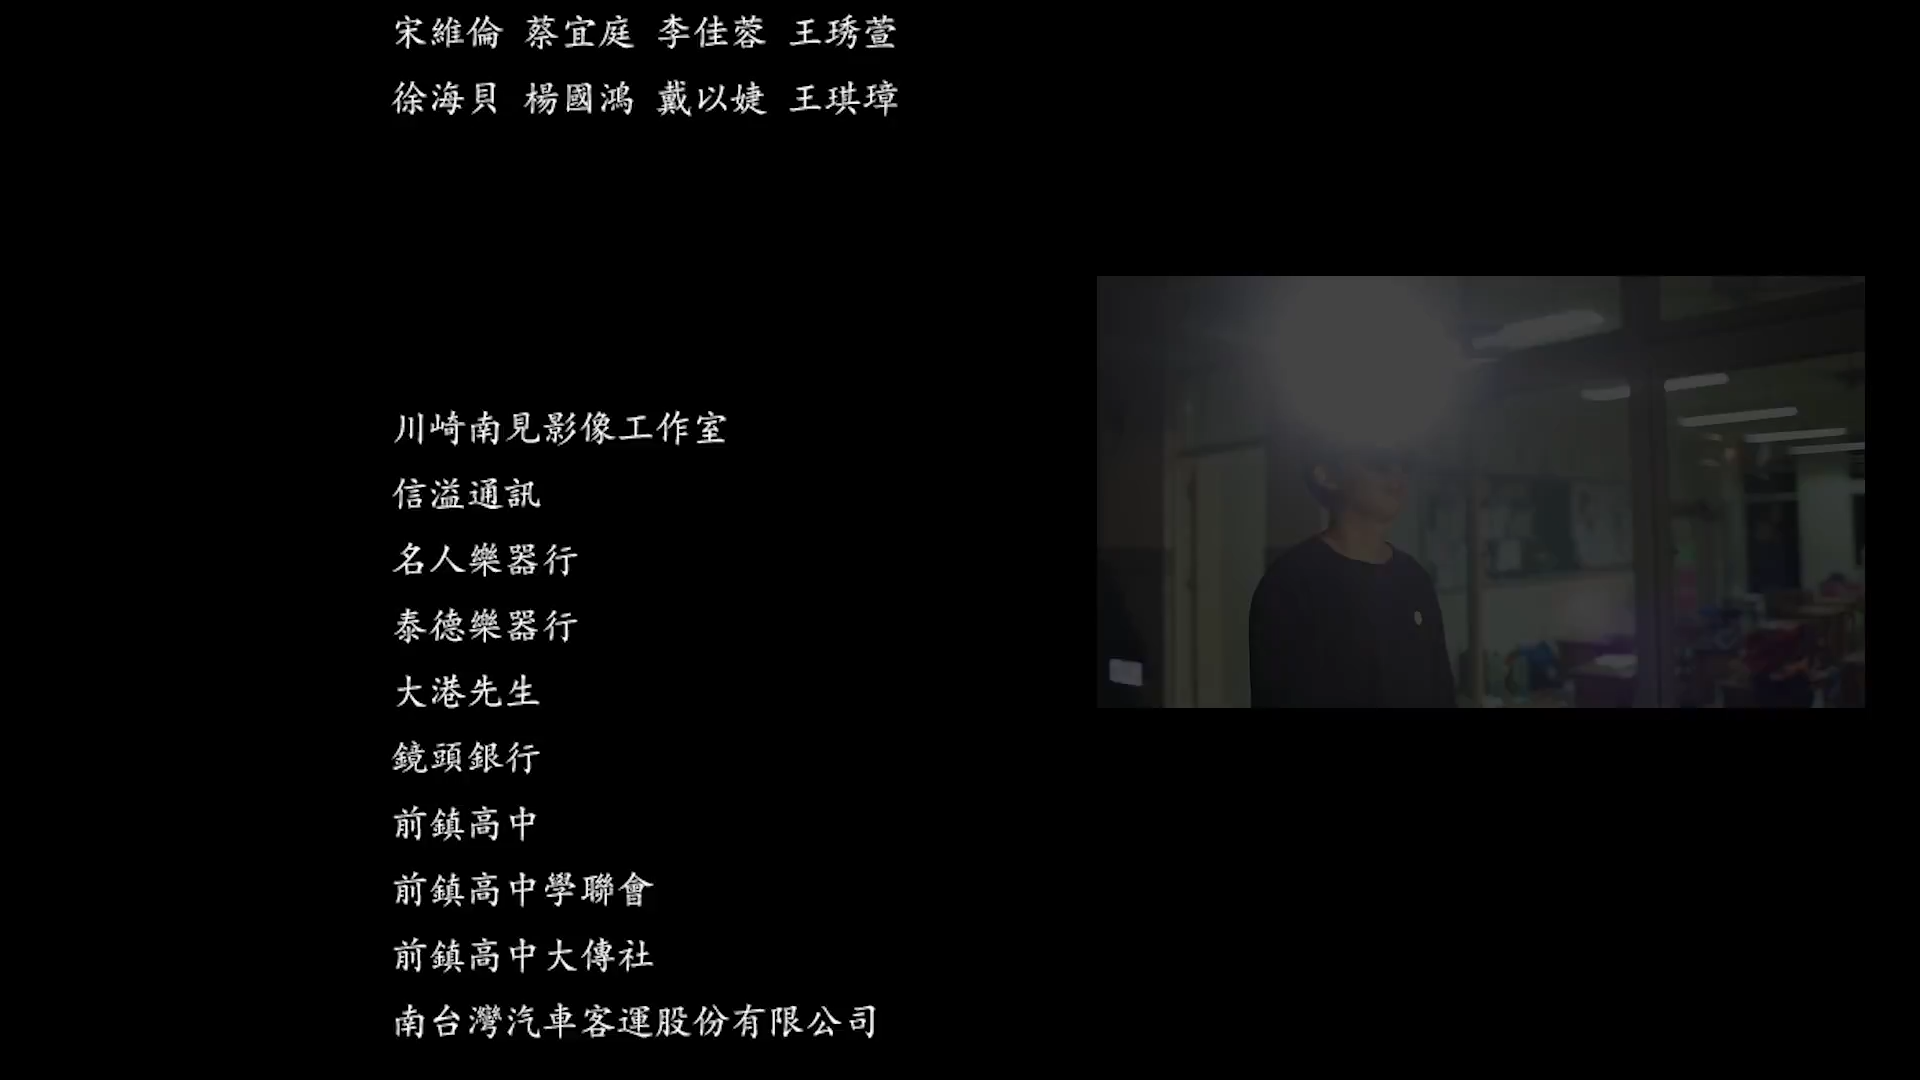 宋維倫 蔡宜庭 李佳蓉 王琇萱
徐海貝 楊國鴻 戴以婕 王琪璋
川崎南見影像工作室
信溢通訊
名人樂器行
泰德樂器行
大港先生
鏡頭銀行
前鎮高中
前鎮高中學聯會
前鎮高中大傳社
南台灣汽車客運股份有限公司